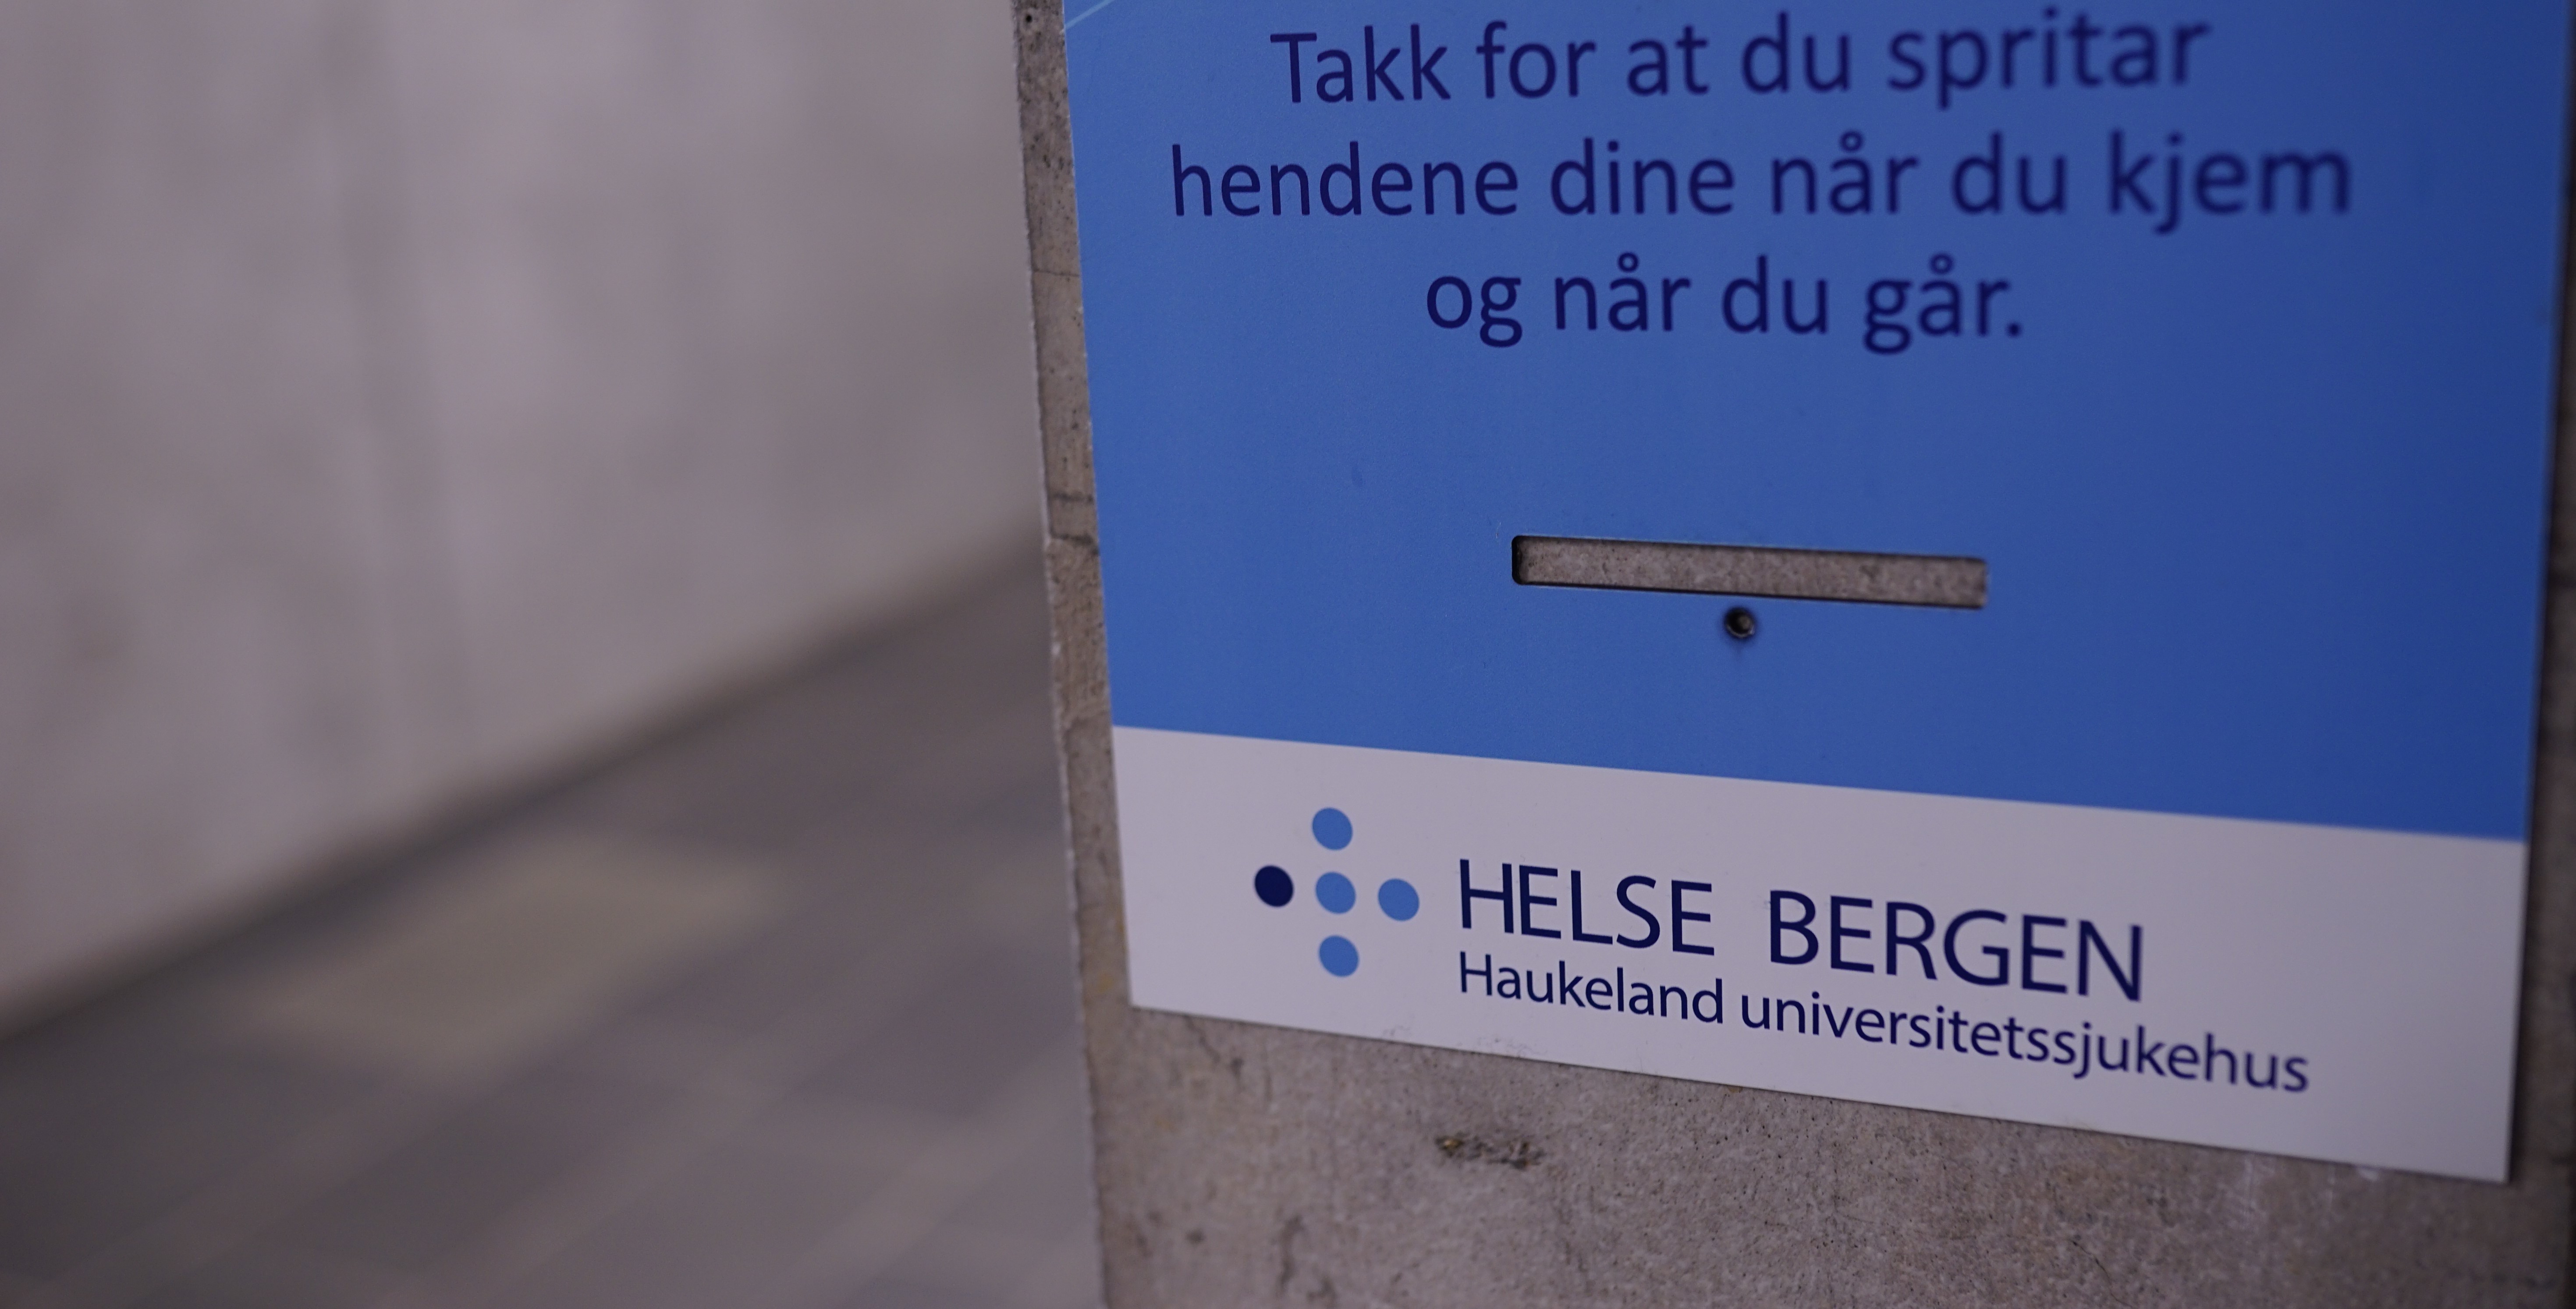 Takk for at du spritar
hendene dine når du kjem
og når du går.
HELSE BERGEN
Haukeland universitetssjukehus